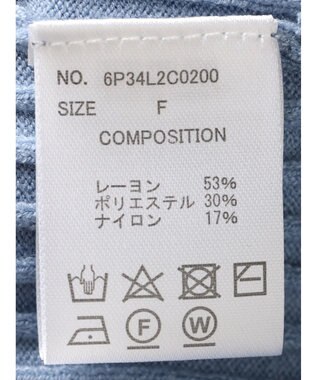 NO. 6P34L2C0200
SIZE F
COMPOSITION
レーヨン 53%
ポリエステル 30%
ナイロン 17%
F W